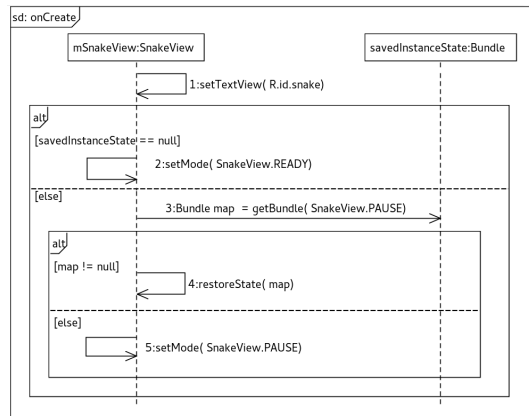 sd: onCreate
mSnakeView:SnakeView
savedInstanceState:Bundle
1:setTextView( R.id.snake)
alt
[savedInstanceState == null]
2:setMode( SnakeView.READY)
[else]
3:Bundle map = getBundle( SnakeView.PAUSE)
alt
[map != null]
4:restoreState( map)
[else]
5:setMode( SnakeView.PAUSE)